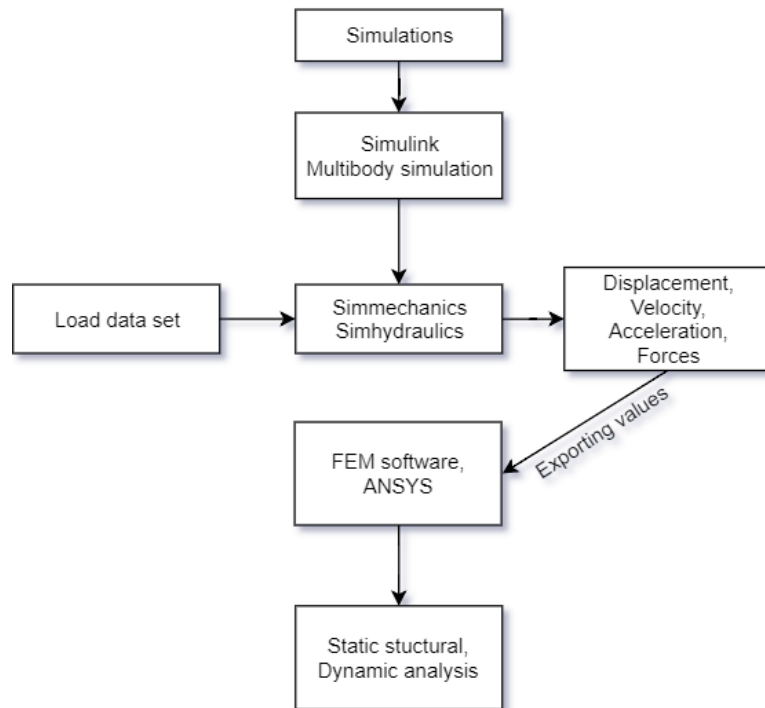 Simulations
Simulink
Multibody simulation
Load data set
Simmechanics
Simhydraulics
Displacement,
Velocity,
Acceleration,
Forces
Exporting values
FEM software,
ANSYS
Static stuctural,
Dynamic analysis